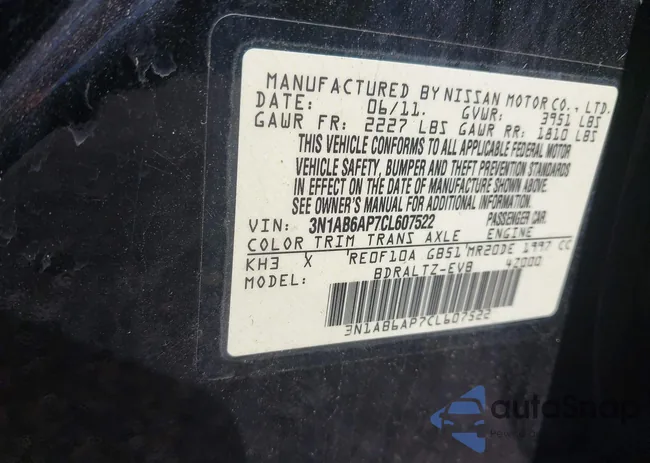 MANUFACTURED BY NISSAN MOTOR CO., LTD.
DATE: 06/11. GVWR: 3951 LBS
GAWR FR: 2227 LBS GAWR RR: 1810 LBS
THIS VEHICLE CONFORMS TO ALL APPLICABLE FEDERAL MOTOR
VEHICLE SAFETY, BUMPER AND THEFT PREVENTION STANDARDS
IN EFFECT ON THE DATE OF MANUFACTURE SHOWN ABOVE.
SEE OWNER'S MANUAL FOR ADDITIONAL INFORMATION.
VIN: 3N1AB6AP7CL607522 PASSENGER CAR
COLOR TRIM TRANS AXLE ENGINE
KH3 X RE0F10A GB51 MR20DE 1997 CC
MODEL: BDRALTZ-EVB 42000
3N1AB6AP7CL607522
autoSnap